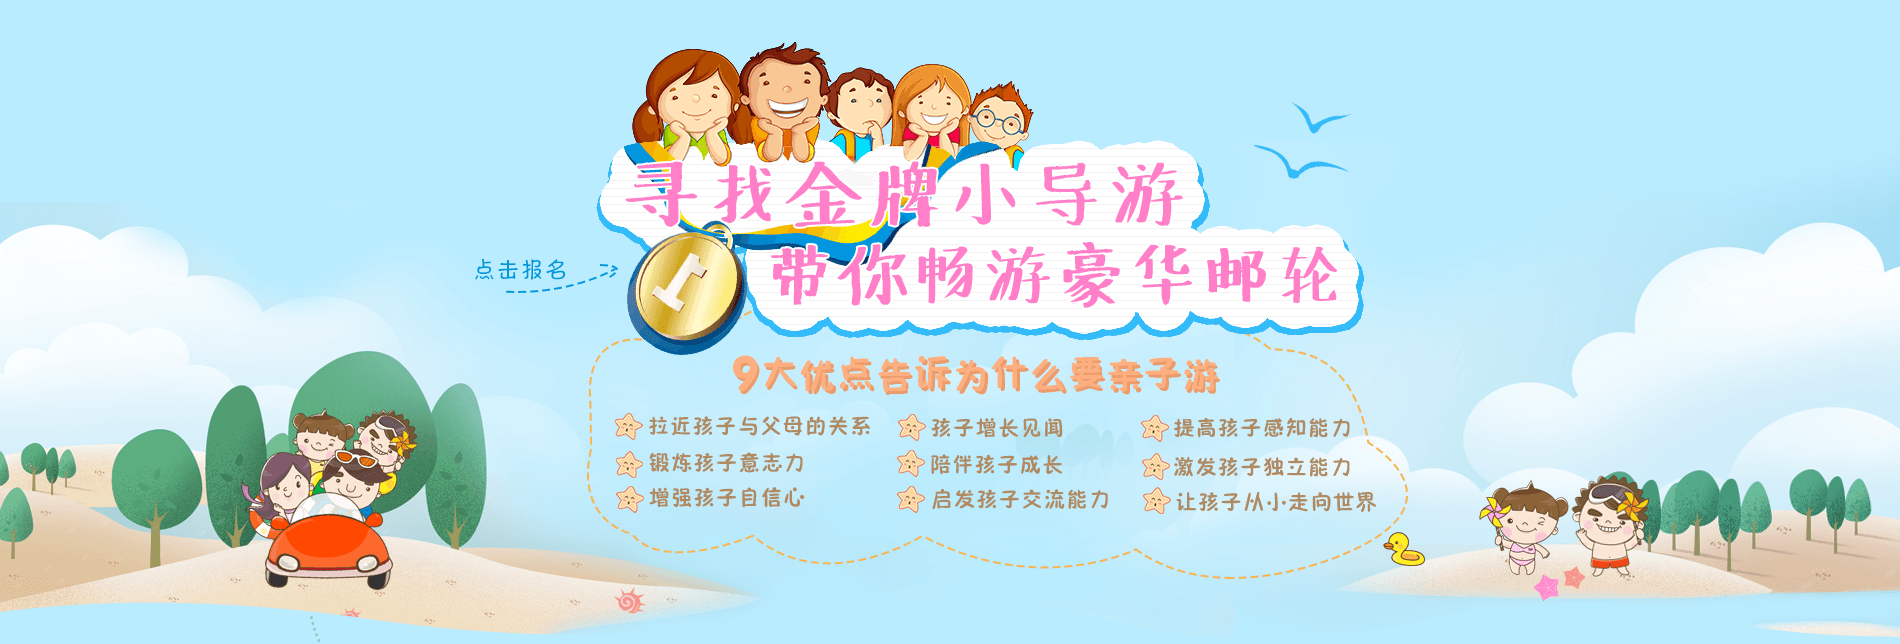 寻找金牌小导游
带你畅游豪华邮轮
点击报名
1
9大优点告诉为什么要亲子游
拉近孩子与父母的关系
孩子增长见闻
提高孩子感知能力
锻炼孩子意志力
陪伴孩子成长
激发孩子独立能力
增强孩子自信心
启发孩子交流能力
让孩子从小走向世界